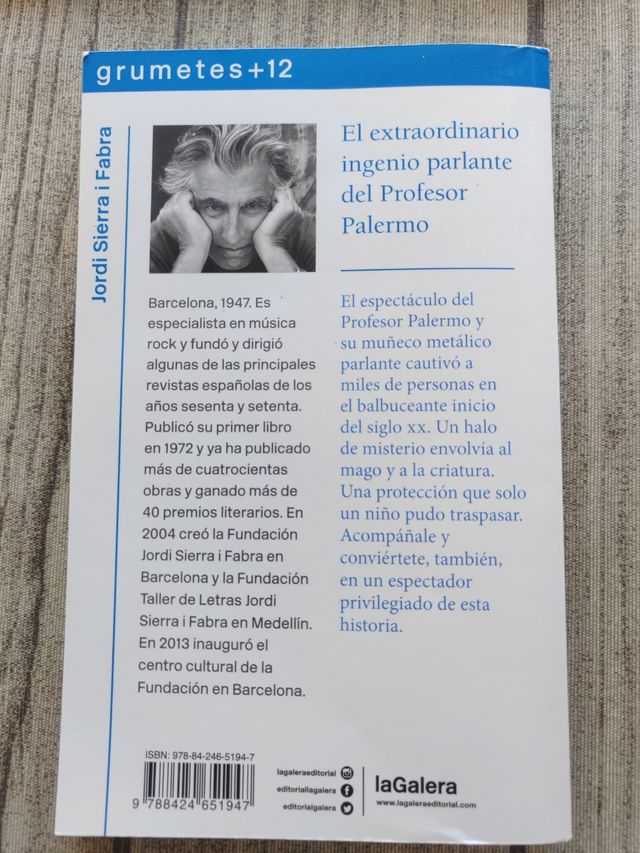 grumetes+12
Jordi Sierra i Fabra
Barcelona, 1947. Es
especialista en música
rock y fundó y dirigió
algunas de las principales
revistas españolas de los
años sesenta y setenta.
Publicó su primer libro
en 1972 y ya ha publicado
más de cuatrocientas
obras y ganado más de
40 premios literarios. En
2004 creó la Fundación
Jordi Sierra i Fabra en
Barcelona y la Fundación
Taller de Letras Jordi
Sierra i Fabra en Medellín.
En 2013 inauguró el
centro cultural de la
Fundación en Barcelona.
El extraordinario
ingenio parlante
del Profesor
Palermo
El espectáculo del
Profesor Palermo y
su muñeco metálico
parlante cautivó a
miles de personas en
el balbuceante inicio
del siglo XX. Un halo
de misterio envolvía al
mago y a la criatura.
Una protección que solo
un niño pudo traspasar.
Acompáñale y
conviértete, también,
en un espectador
privilegiado de esta
historia.
ISBN: 978-84-246-5194-7
9 788424 651947
lagaleraeditorial
editoriallagalera
editorialgalera
laGalera
www.lagaleraeditorial.com